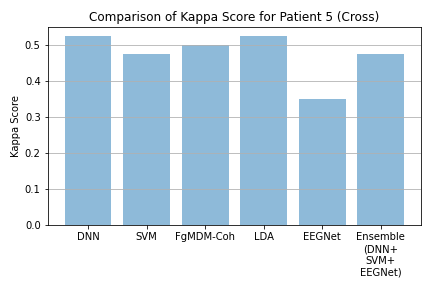 Comparison of Kappa Score for Patient 5 (Cross)
Kappa Score
0.5
0.4
0.3
0.2
0.1
0.0
DNN
SVM
FgMDM-Coh
LDA
EEGNet
Ensemble
(DNN+
SVM+
EEGNet)